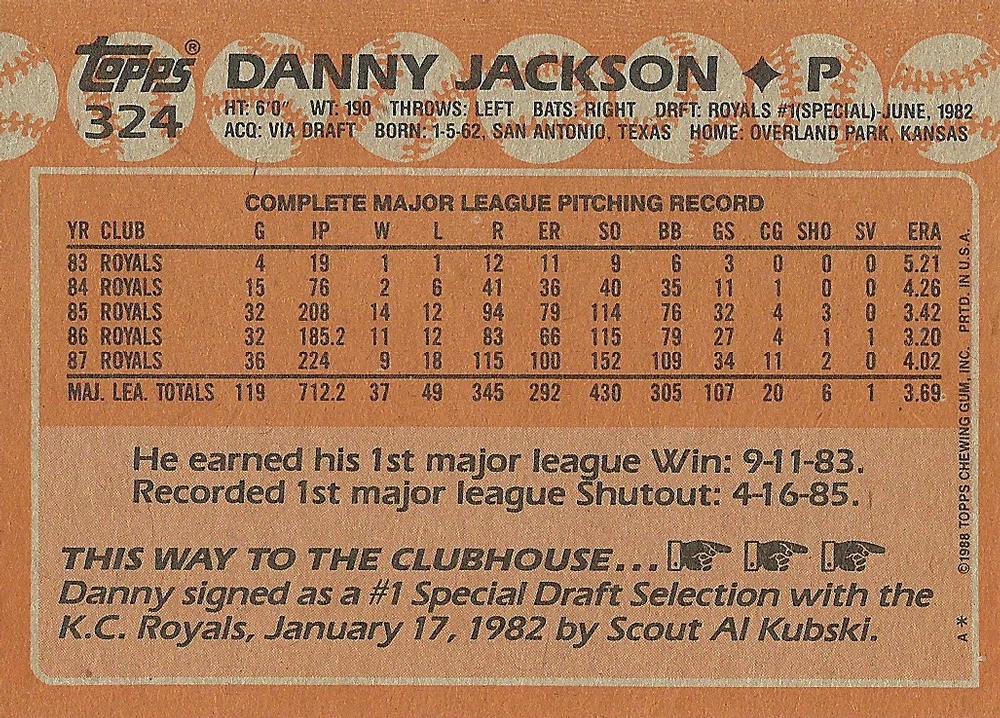 Topps®
324
DANNY JACKSON ✦ P
HT: 6'0" WT: 190 THROWS: LEFT BATS: RIGHT DRFT: ROYALS #1(SPECIAL)-JUNE, 1982
ACQ: VIA DRAFT BORN: 1-5-62, SAN ANTONIO, TEXAS HOME: OVERLAND PARK, KANSAS
COMPLETE MAJOR LEAGUE PITCHING RECORD
YR CLUB G IP W L R ER SO BB GS CG SHO SV ERA
83 ROYALS 4 19 1 1 12 11 9 6 3 0 0 0 5.21
84 ROYALS 15 76 2 6 41 36 40 35 11 1 0 0 4.26
85 ROYALS 32 208 14 12 94 79 114 76 32 4 3 0 3.42
86 ROYALS 32 185.2 11 12 83 66 115 79 27 4 1 1 3.20
87 ROYALS 36 224 9 18 115 100 152 109 34 11 2 0 4.02
MAJ. LEA. TOTALS 119 712.2 37 49 345 292 430 305 107 20 6 1 3.69
He earned his 1st major league Win: 9-11-83.
Recorded 1st major league Shutout: 4-16-85.
THIS WAY TO THE CLUBHOUSE...
Danny signed as a #1 Special Draft Selection with the
K.C. Royals, January 17, 1982 by Scout Al Kubski.
A* ©1988 TOPPS CHEWING GUM, INC. PRTD. IN U.S.A.